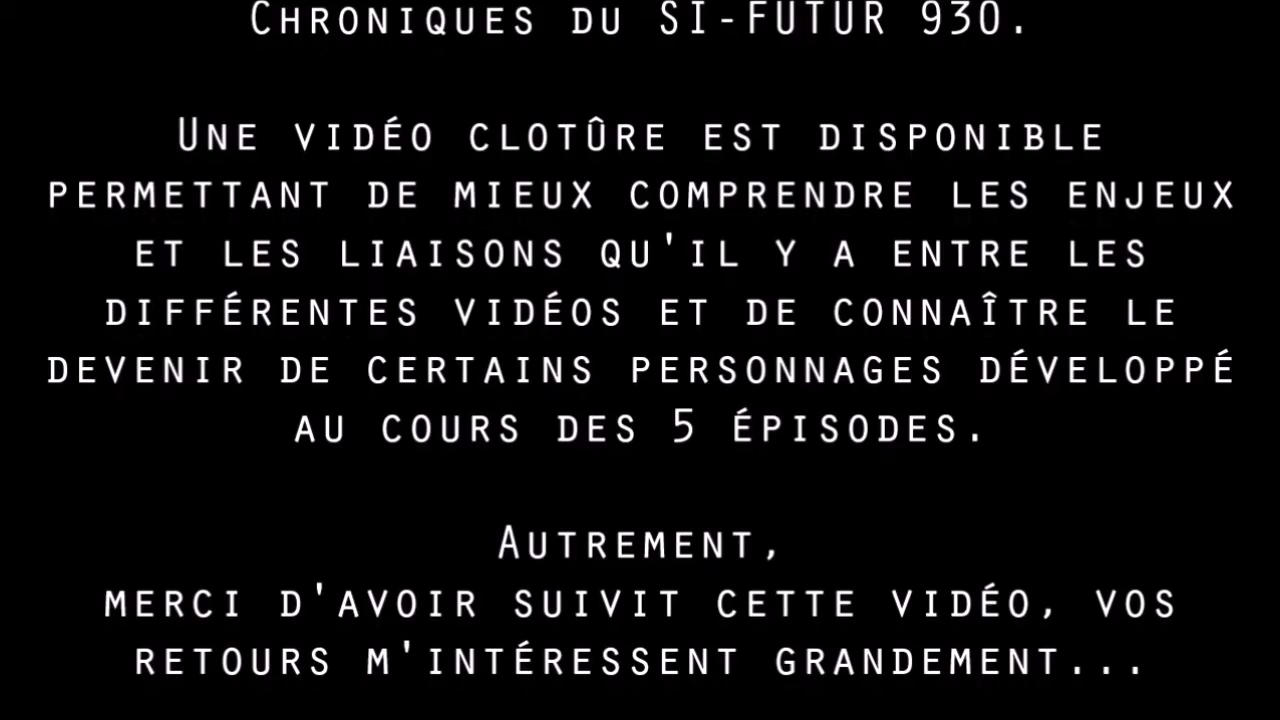 Chroniques du SI-FUTUR 930.
Une vidéo clotûre est disponible
permettant de mieux comprendre les enjeux
et les liaisons qu'il y a entre les
différentes vidéos et de connaître le
devenir de certains personnages développé
au cours des 5 épisodes.
Autrement,
merci d'avoir suivit cette vidéo, vos
retours m'intéressent grandement...